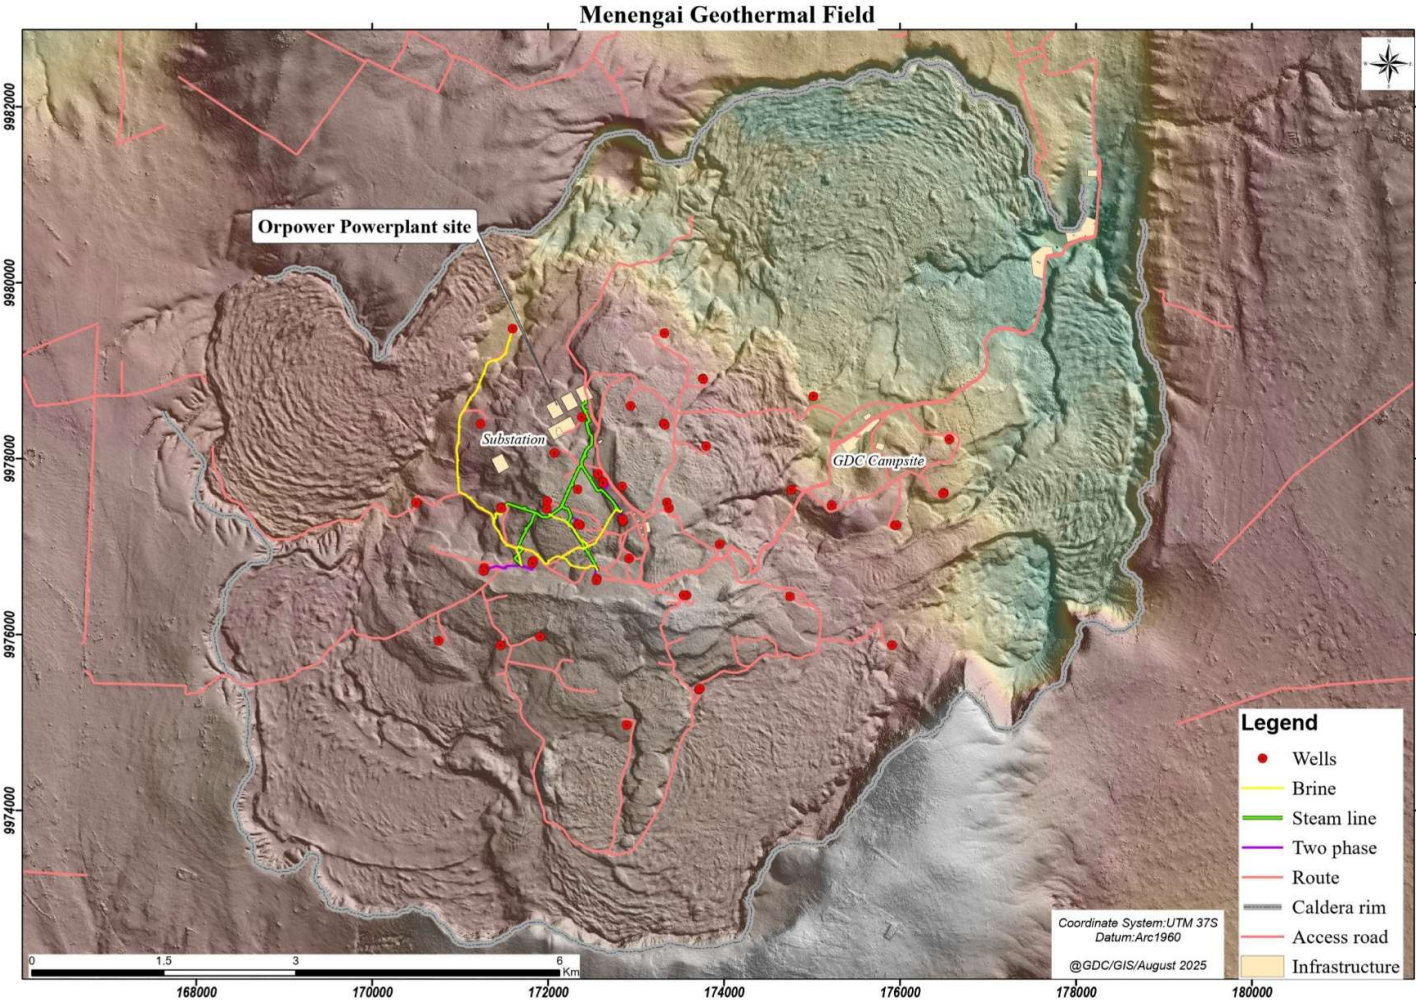 Menengai Geothermal Field
Orpower Powerplant site
Substation
GDC Campsite
9982000
9980000
9978000
9976000
9974000
168000
170000
172000
174000
176000
178000
180000
0 1.5 3 6
Km
Legend
Wells
Brine
Steam line
Two phase
Route
Caldera rim
Access road
Infrastructure
Coordinate System:UTM 37S
Datum:Arc1960
@GDC/GIS/August 2025